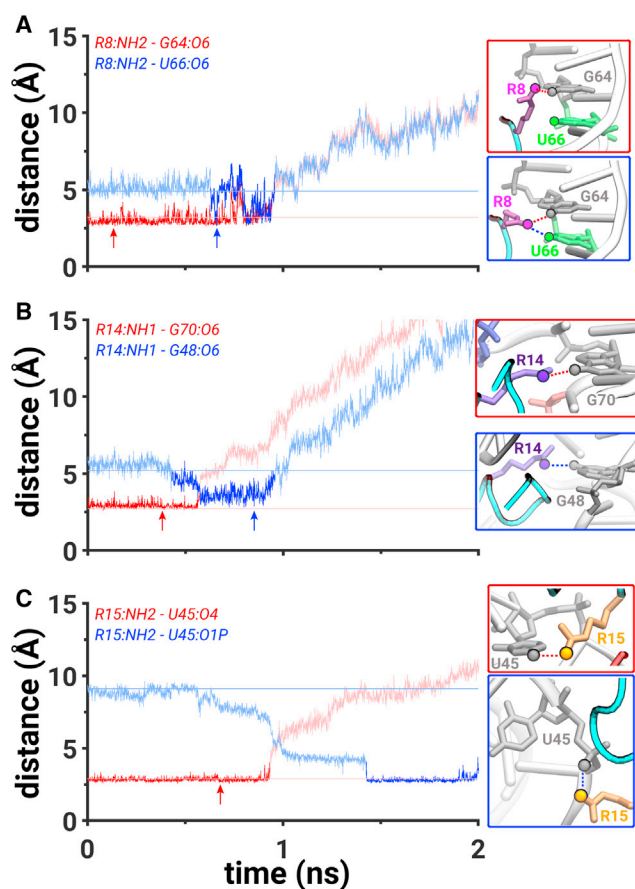 A
15
R8:NH2 - G64:O6
R8:NH2 - U66:O6
10
5
0
distance (Å)
R8
G64
U66
G64
R8
U66
B
15
R14:NH1 - G70:O6
R14:NH1 - G48:O6
10
5
0
distance (Å)
R14
G70
R14
G48
C
15
R15:NH2 - U45:O4
R15:NH2 - U45:O1P
10
5
0
distance (Å)
U45
R15
U45
R15
0
1
2
time (ns)